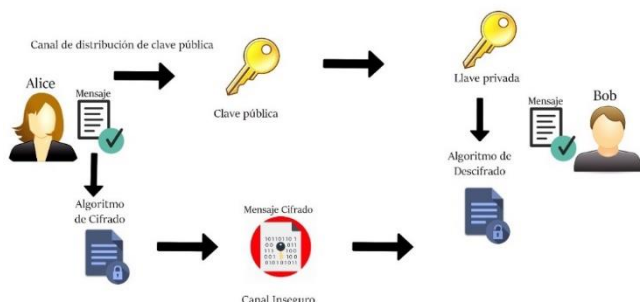 Canal de distribución de clave pública
Alice
Mensaje
Clave pública
Llave privada
Mensaje
Bob
Algoritmo
de Cifrado
Mensaje Cifrado
Canal Inseguro
Algoritmo de
Descifrado